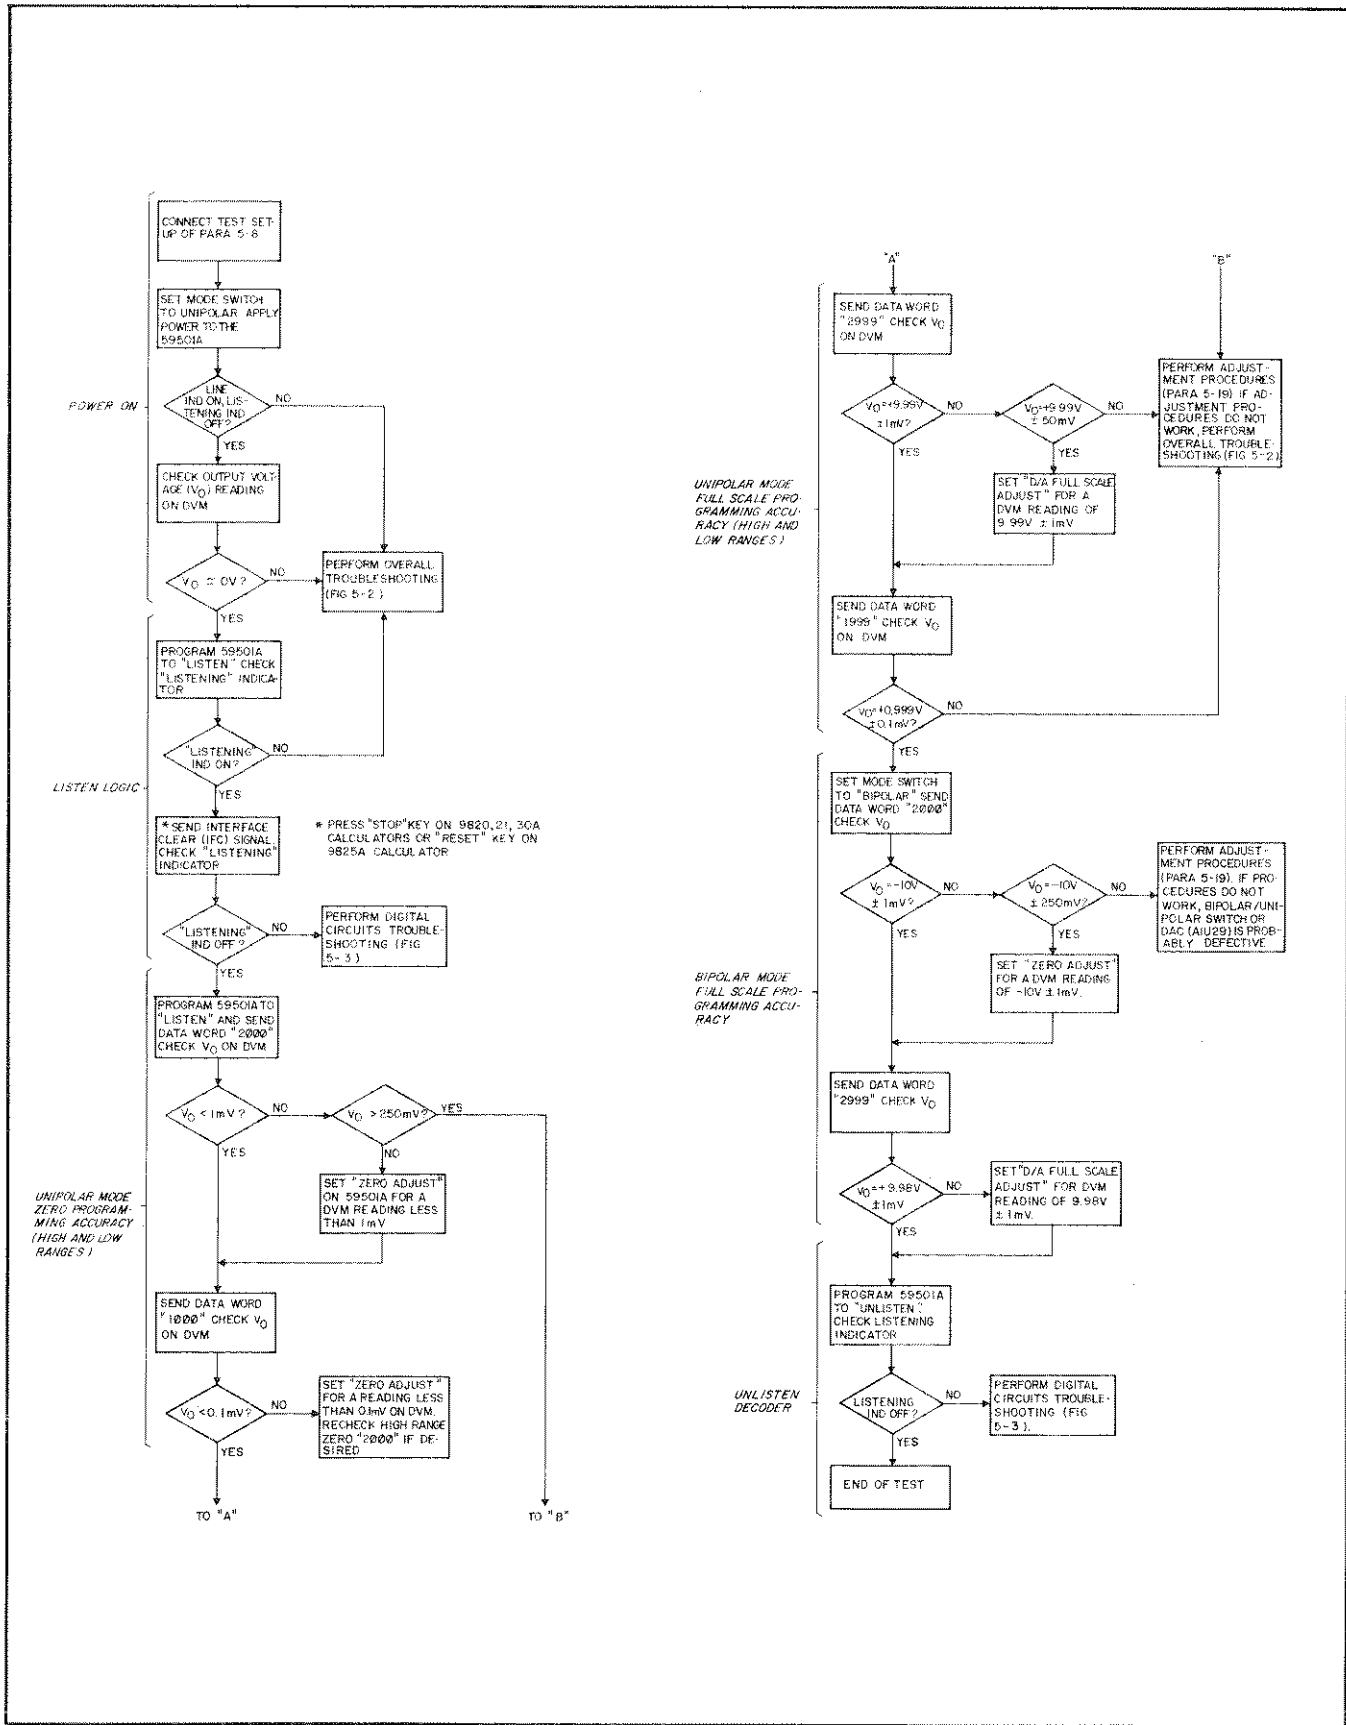 CONNECT TEST SET-
UP OF PARA 5-8
SET MODE SWITCH
TO UNIPOLAR APPLY
POWER TO THE
59501A
POWER ON
LINE
IND ON, LIS-
TENING IND
OFF?
NO
YES
CHECK OUTPUT VOLT-
AGE (VO) READING
ON DVM
VO ≈ 0V?
NO
YES
PERFORM OVERALL
TROUBLESHOOTING
(FIG 5-2)
PROGRAM 59501A
TO "LISTEN" CHECK
"LISTENING" INDICA-
TOR
LISTEN LOGIC
"LISTENING"
IND ON?
NO
YES
* SEND INTERFACE
CLEAR (IFC) SIGNAL.
CHECK "LISTENING"
INDICATOR
* PRESS "STOP" KEY ON 9820, 21, 30A
CALCULATORS OR "RESET" KEY ON
9825A CALCULATOR
"LISTENING"
IND OFF?
NO
YES
PERFORM DIGITAL
CIRCUITS TROUBLE-
SHOOTING (FIG
5-3)
PROGRAM 59501A TO
"LISTEN" AND SEND
DATA WORD "2000"
CHECK VO ON DVM
VO < 1mV?
NO
YES
VO > 250mV?
YES
NO
SET "ZERO ADJUST"
ON 59501A FOR A
DVM READING LESS
THAN 1mV
UNIPOLAR MODE
ZERO PROGRAM-
MING ACCURACY
(HIGH AND LOW
RANGES)
SEND DATA WORD
"1000" CHECK VO
ON DVM
VO < 0.1mV?
NO
YES
SET "ZERO ADJUST"
FOR A READING LESS
THAN 0.1mV ON DVM.
RECHECK HIGH RANGE
ZERO "2000" IF DE-
SIRED
TO "A"
TO "B"
"A"
"B"
SEND DATA WORD
"2999" CHECK VO
ON DVM
VO=+9.99V
±1mV?
NO
YES
VO=+9.99V
± 50mV
NO
YES
PERFORM ADJUST-
MENT PROCEDURES
(PARA 5-19) IF AD-
JUSTMENT PRO-
CEDURES DO NOT
WORK, PERFORM
OVERALL TROUBLE-
SHOOTING (FIG 5-2)
UNIPOLAR MODE
FULL SCALE PRO-
GRAMMING ACCU-
RACY (HIGH AND
LOW RANGES)
SET "D/A FULL SCALE
ADJUST" FOR A
DVM READING OF
9.99V ±1mV
SEND DATA WORD
"1999" CHECK VO
ON DVM
VO=+0.999V
±0.1mV?
NO
YES
SET MODE SWITCH
TO "BIPOLAR" SEND
DATA WORD "2000"
CHECK VO
VO=-10V
±1mV?
NO
YES
VO=-10V
± 250mV?
NO
YES
PERFORM ADJUST-
MENT PROCEDURES
(PARA 5-19). IF PRO-
CEDURES DO NOT
WORK, BIPOLAR/UNI-
POLAR SWITCH OR
DAC (A1U29) IS PROB-
ABLY DEFECTIVE
SET "ZERO ADJUST"
FOR A DVM READING
OF -10V ±1mV.
BIPOLAR MODE
FULL SCALE PRO-
GRAMMING ACCU-
RACY
SEND DATA WORD
"2999" CHECK VO
VO=+9.98V
±1mV
NO
YES
SET "D/A FULL SCALE
ADJUST" FOR DVM
READING OF 9.98V
± 1mV.
PROGRAM 59501A
TO "UNLISTEN".
CHECK LISTENING
INDICATOR
UNLISTEN
DECODER
LISTENING
IND OFF?
NO
YES
PERFORM DIGITAL
CIRCUITS TROUBLE-
SHOOTING (FIG
5-3).
END OF TEST